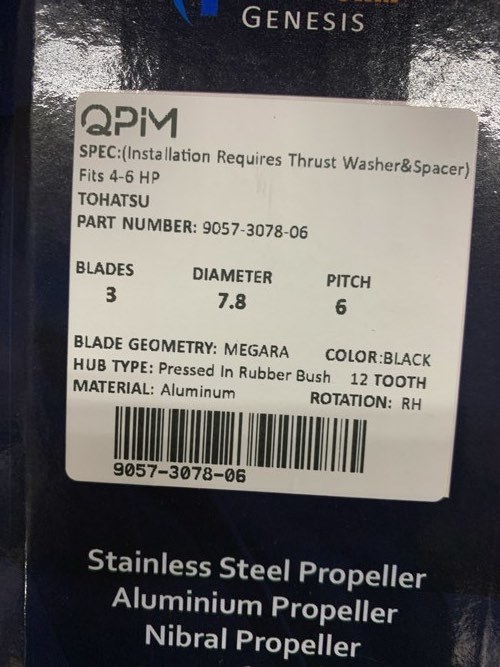 GENESIS
QPiM
SPEC:(Installation Requires Thrust Washer&Spacer)
Fits 4-6 HP
TOHATSU
PART NUMBER: 9057-3078-06
BLADES DIAMETER PITCH
3 7.8 6
BLADE GEOMETRY: MEGARA COLOR:BLACK
HUB TYPE: Pressed In Rubber Bush 12 TOOTH
MATERIAL: Aluminum ROTATION: RH
9057-3078-06
Stainless Steel Propeller
Aluminium Propeller
Nibral Propeller